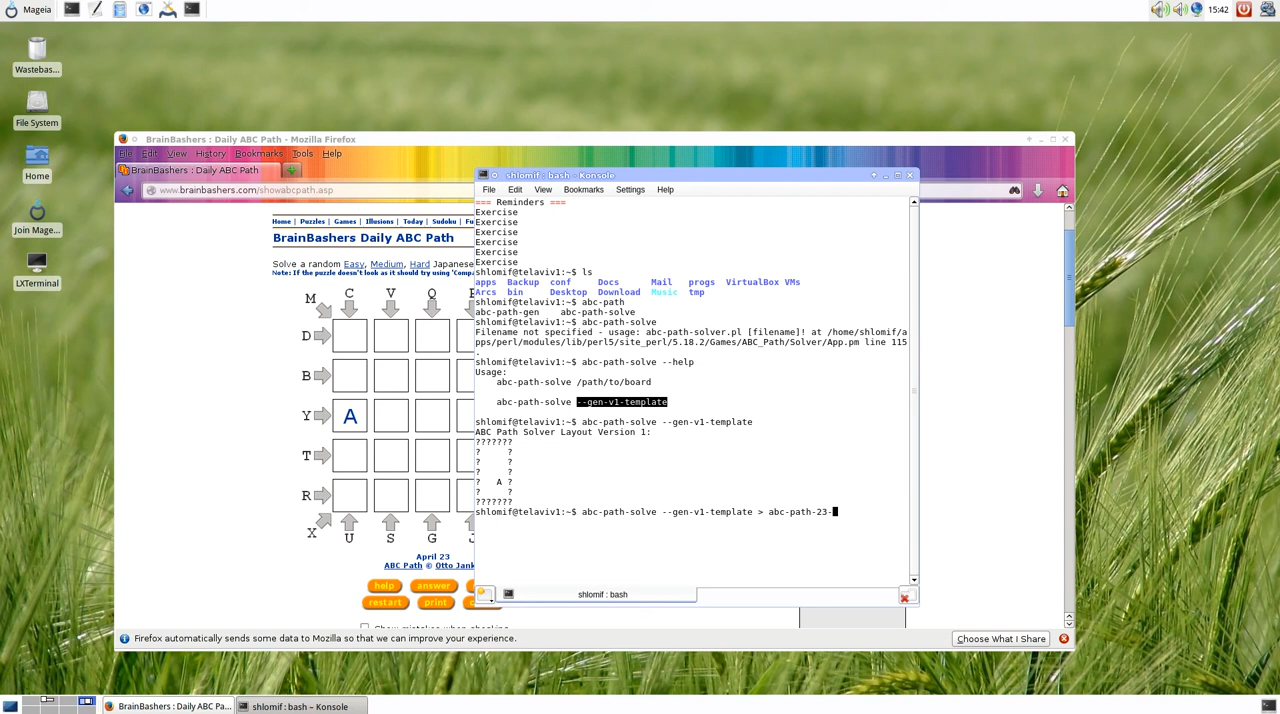 Mageia
15:42
Wastebas...
File System
Home
Join Mage...
LXTerminal
BrainBashers : Daily ABC Path - Mozilla Firefox
File Edit View History Bookmarks Tools Help
BrainBashers : Daily ABC Path
www.brainbashers.com/showabcpath.asp
Home | Puzzles | Games | Illusions | Today | Sudoku | Fu
BrainBashers Daily ABC Path
Solve a random Easy, Medium, Hard Japanese
Note: If the puzzle doesn't look as it should try using 'Compa
M C V Q
D
B
Y A
T
R
X U S G
April 23
ABC Path © Otto Jank
help answer
restart print
shlomif : bash – Konsole
File Edit View Bookmarks Settings Help
=== Reminders ===
Exercise
Exercise
Exercise
Exercise
Exercise
Exercise
shlomif@telaviv1:~$ ls
apps Backup conf Docs Mail progs VirtualBox VMs
Arcs bin Desktop Download Music tmp
shlomif@telaviv1:~$ abc-path
abc-path-gen abc-path-solve
shlomif@telaviv1:~$ abc-path-solve
Filename not specified - usage: abc-path-solver.pl [filename]! at /home/shlomif/a
pps/perl/modules/lib/perl5/site_perl/5.18.2/Games/ABC_Path/Solver/App.pm line 115
.
shlomif@telaviv1:~$ abc-path-solve --help
Usage:
abc-path-solve /path/to/board
abc-path-solve --gen-v1-template
shlomif@telaviv1:~$ abc-path-solve --gen-v1-template
ABC Path Solver Layout Version 1:
???????
?     ?
?     ?
?     ?
?   A ?
?     ?
???????
shlomif@telaviv1:~$ abc-path-solve --gen-v1-template > abc-path-23-
shlomif : bash
Firefox automatically sends some data to Mozilla so that we can improve your experience.
Choose What I Share
BrainBashers : Daily ABC Pa...
shlomif : bash – Konsole